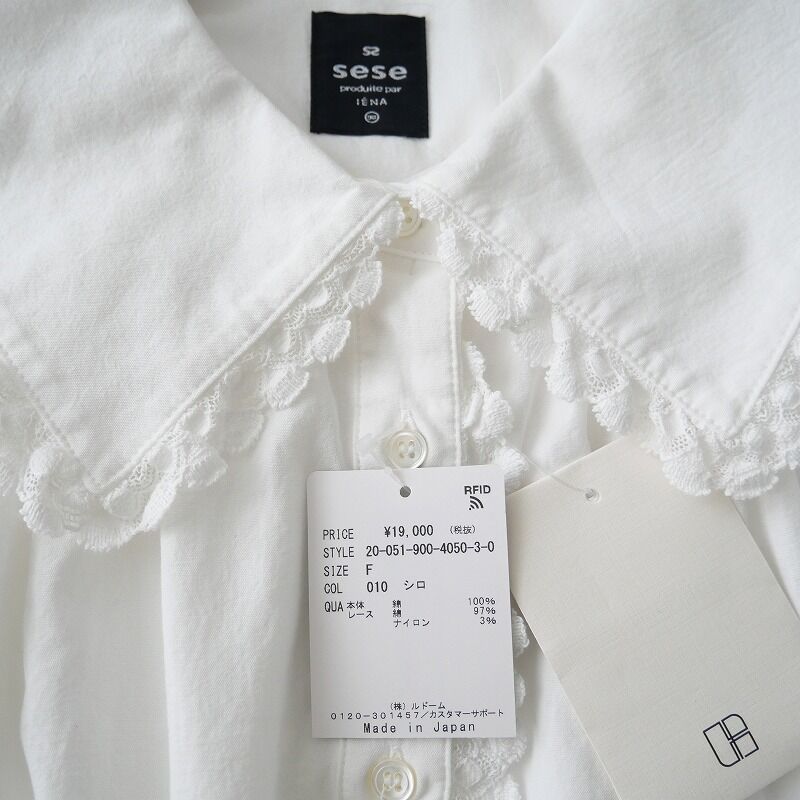 sese
produite par
IÉNA
RFID
PRICE ¥19,000 (税抜)
STYLE 20-051-900-4050-3-0
SIZE F
COL 010 シロ
QUA 本体 綿 100%
レース 綿 97%
ナイロン 3%
(株) ルドーム
0120-301457/カスタマーサポート
Made in Japan